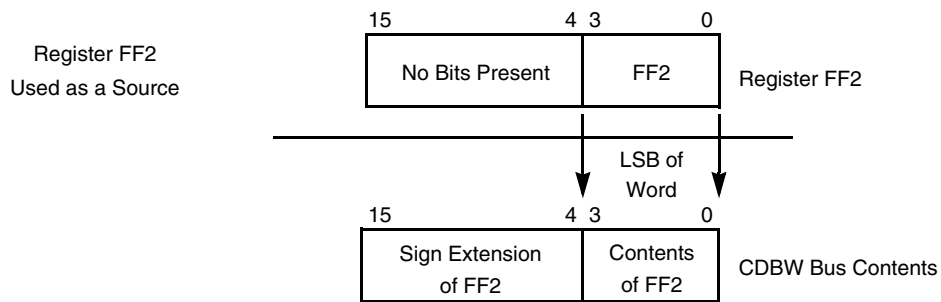 15 4 3 0
Register FF2
Used as a Source
No Bits Present
FF2
Register FF2
LSB of
Word
15 4 3 0
Sign Extension
of FF2
Contents
of FF2
CDBW Bus Contents